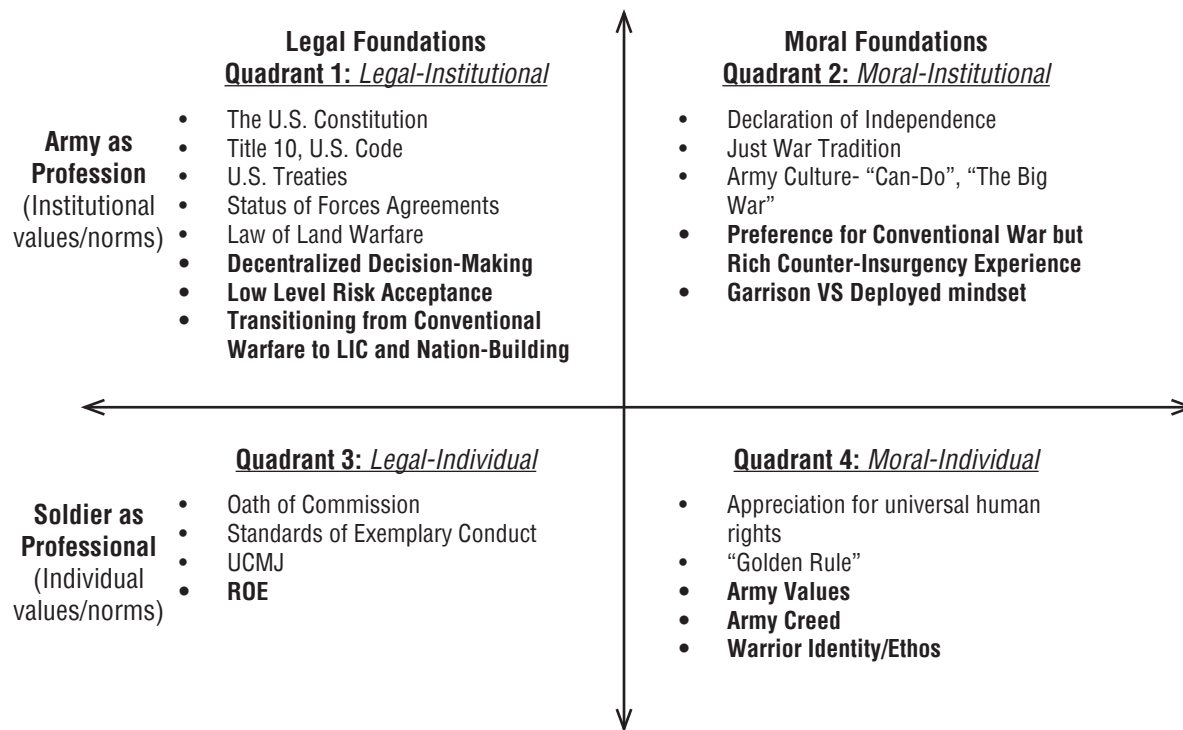 Legal Foundations
Quadrant 1: Legal-Institutional
Moral Foundations
Quadrant 2: Moral-Institutional
Army as
Profession
(Institutional
values/norms)
• The U.S. Constitution
• Title 10, U.S. Code
• U.S. Treaties
• Status of Forces Agreements
• Law of Land Warfare
• Decentralized Decision-Making
• Low Level Risk Acceptance
• Transitioning from Conventional
Warfare to LIC and Nation-Building
• Declaration of Independence
• Just War Tradition
• Army Culture- “Can-Do”, “The Big
War”
• Preference for Conventional War but
Rich Counter-Insurgency Experience
• Garrison VS Deployed mindset
Quadrant 3: Legal-Individual
Quadrant 4: Moral-Individual
Soldier as
Professional
(Individual
values/norms)
• Oath of Commission
• Standards of Exemplary Conduct
• UCMJ
• ROE
• Appreciation for universal human
rights
• “Golden Rule”
• Army Values
• Army Creed
• Warrior Identity/Ethos